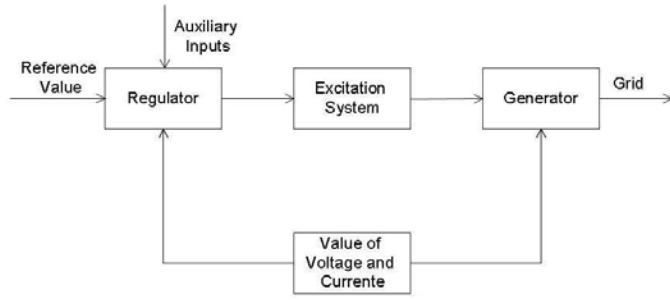 Auxiliary
Inputs
Reference
Value
Regulator
Excitation
System
Generator
Grid
Value of
Voltage and
Currente